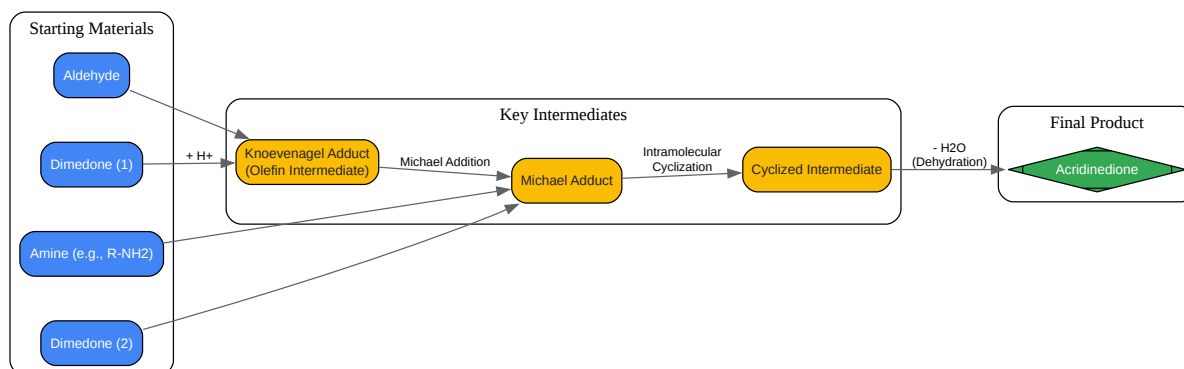 Starting Materials
Aldehyde
Dimedone (1)
Amine (e.g., R-NH2)
Dimedone (2)
+ H+
Key Intermediates
Knoevenagel Adduct
(Olefin Intermediate)
Michael Addition
Michael Adduct
Intramolecular
Cyclization
Cyclized Intermediate
- H2O
(Dehydration)
Final Product
Acridinedione